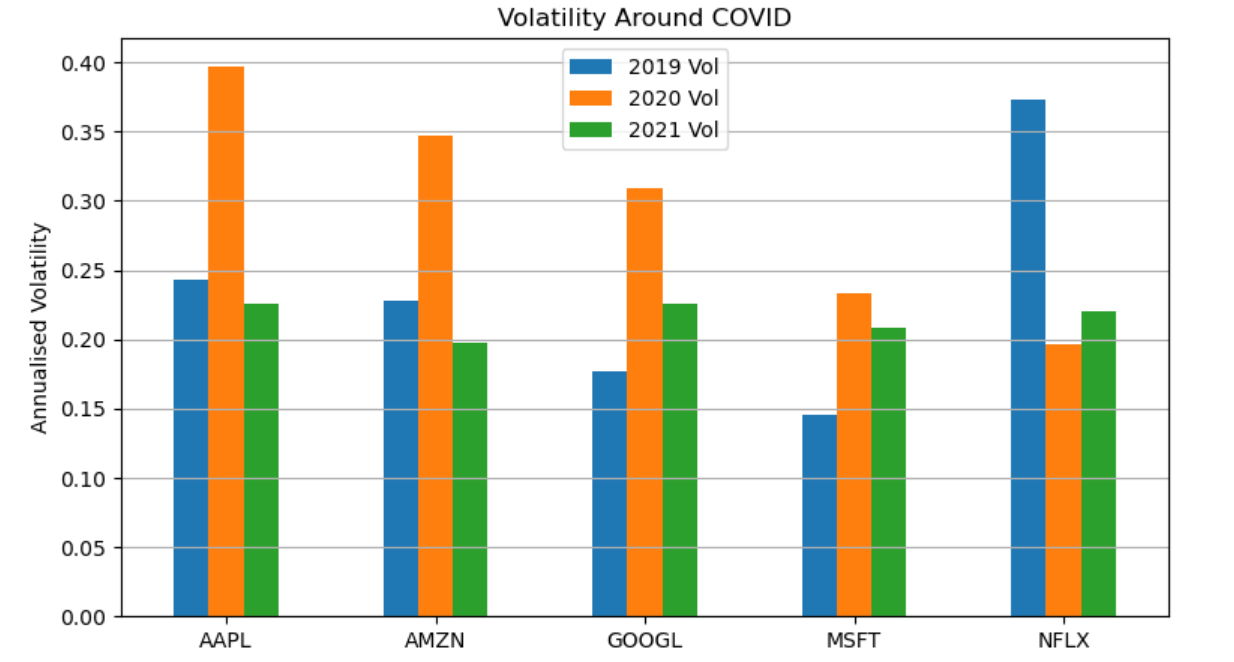 Volatility Around COVID
2019 Vol
2020 Vol
2021 Vol
Annualised Volatility
0.40
0.35
0.30
0.25
0.20
0.15
0.10
0.05
0.00
AAPL AMZN GOOGL MSFT NFLX